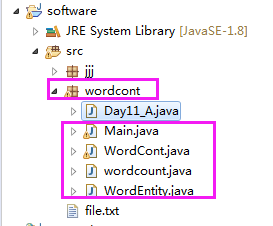 software
JRE System Library [JavaSE-1.8]
src
jjj
wordcont
Day11_A.java
Main.java
WordCont.java
wordcount.java
WordEntity.java
file.txt